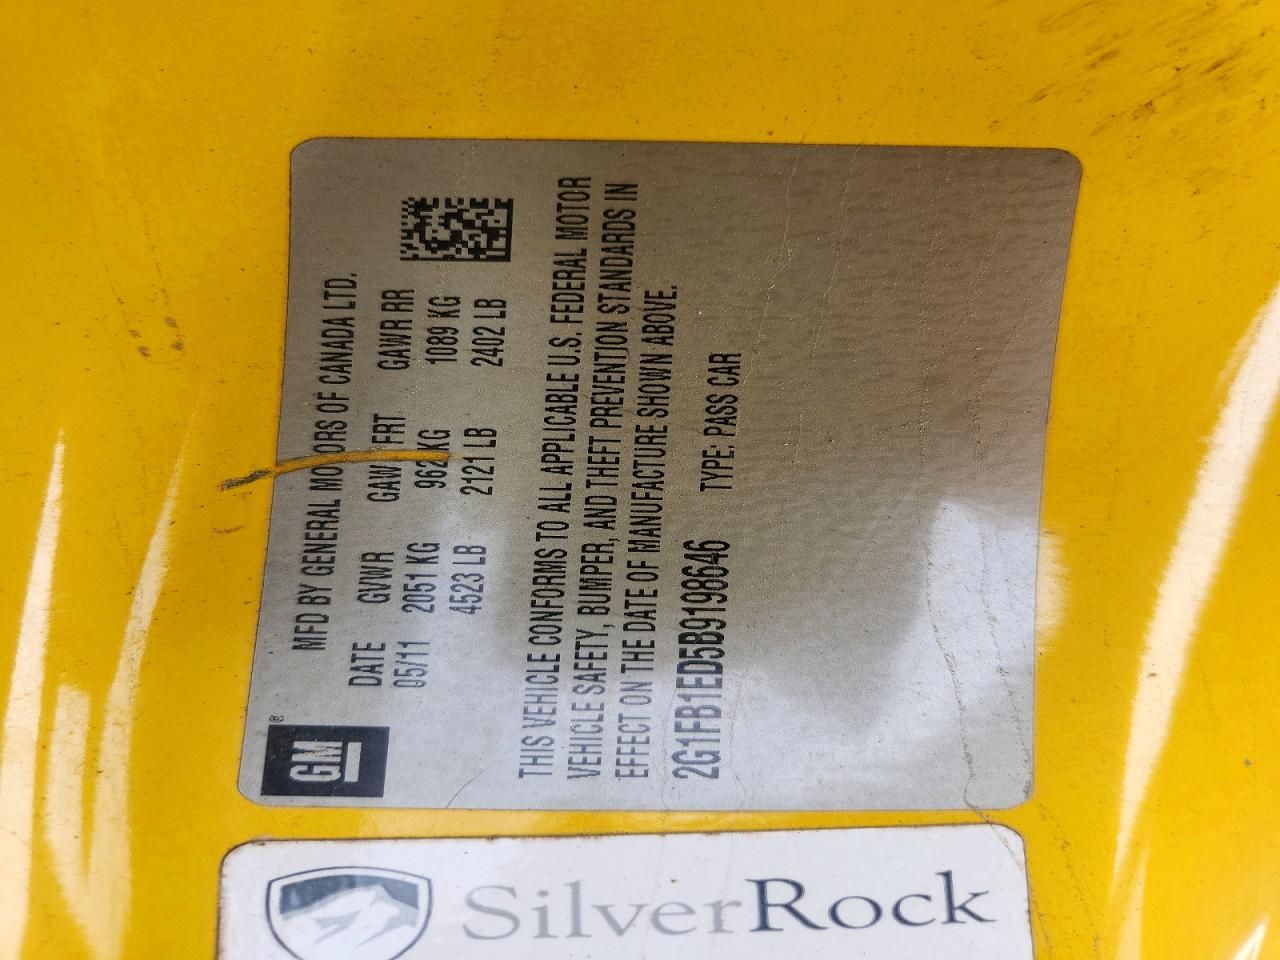 GM®
MFD BY GENERAL MOTORS OF CANADA LTD.
DATE GVWR GAWR FRT GAWR RR
05/11 2051 KG 962 KG 1089 KG
4523 LB 2121 LB 2402 LB
THIS VEHICLE CONFORMS TO ALL APPLICABLE U.S. FEDERAL MOTOR
VEHICLE SAFETY, BUMPER, AND THEFT PREVENTION STANDARDS IN
EFFECT ON THE DATE OF MANUFACTURE SHOWN ABOVE.
2G1FB1ED5B9198646 TYPE: PASS CAR
SilverRock